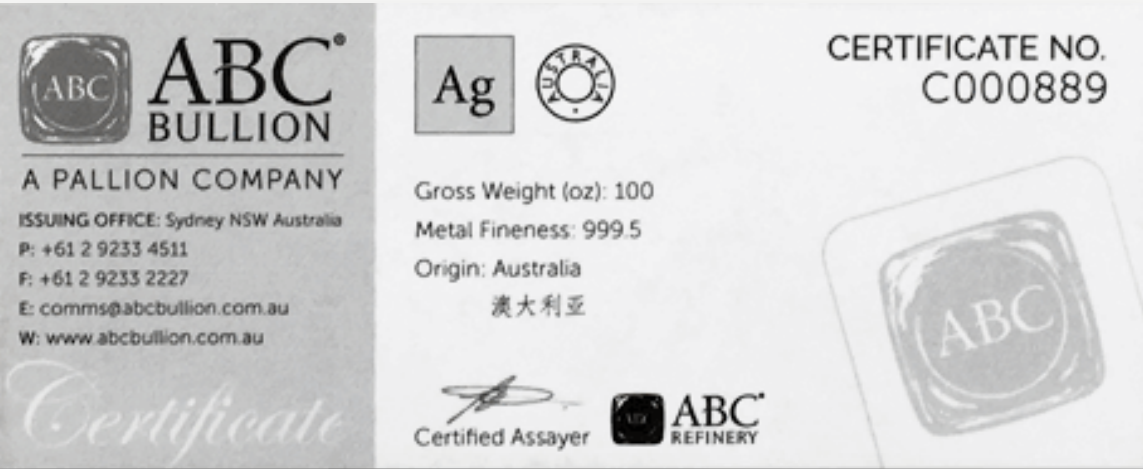 ABC
ABC®
BULLION
A PALLION COMPANY
ISSUING OFFICE: Sydney NSW Australia
P: +61 2 9233 4511
F: +61 2 9233 2227
E: comms@abcbullion.com.au
W: www.abcbullion.com.au
Certificate
Ag
AUSTRALIA
Gross Weight (oz): 100
Metal Fineness: 999.5
Origin: Australia
澳大利亚
Certified Assayer
ABC
ABC
REFINERY
CERTIFICATE NO.
C000889
ABC